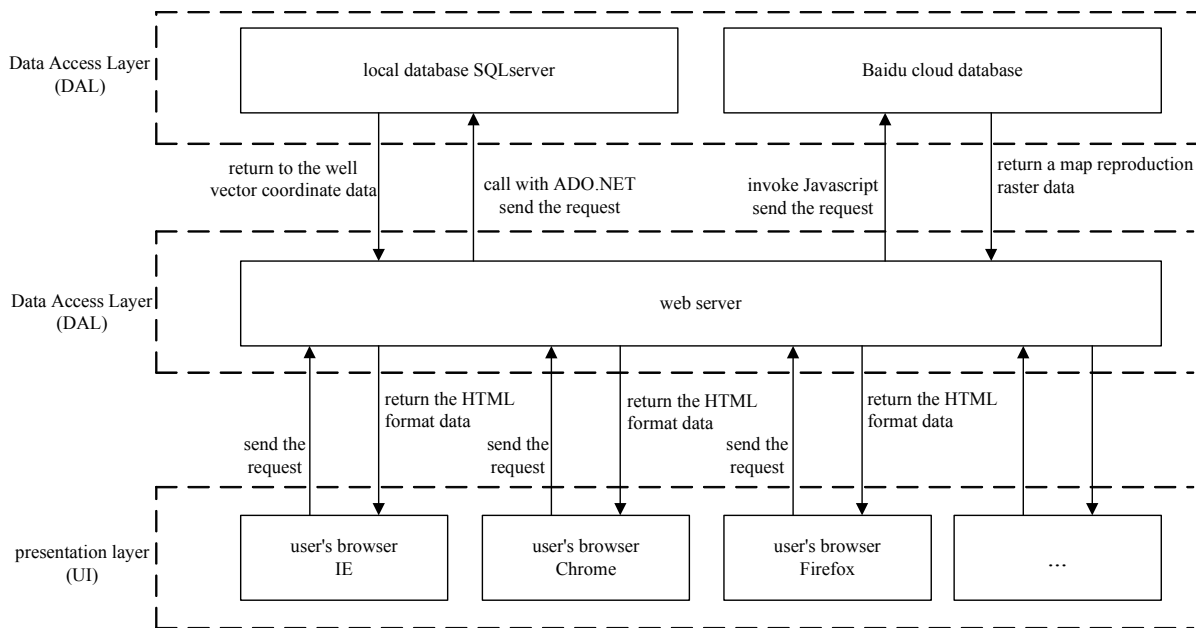 Data Access Layer
(DAL)
local database SQLserver
Baidu cloud database
return to the well
vector coordinate data
call with ADO.NET
send the request
invoke Javascript
send the request
return a map reproduction
raster data
Data Access Layer
(DAL)
web server
send the
request
return the HTML
format data
send the
request
return the HTML
format data
send the
request
return the HTML
format data
presentation layer
(UI)
user's browser
IE
user's browser
Chrome
user's browser
Firefox
...